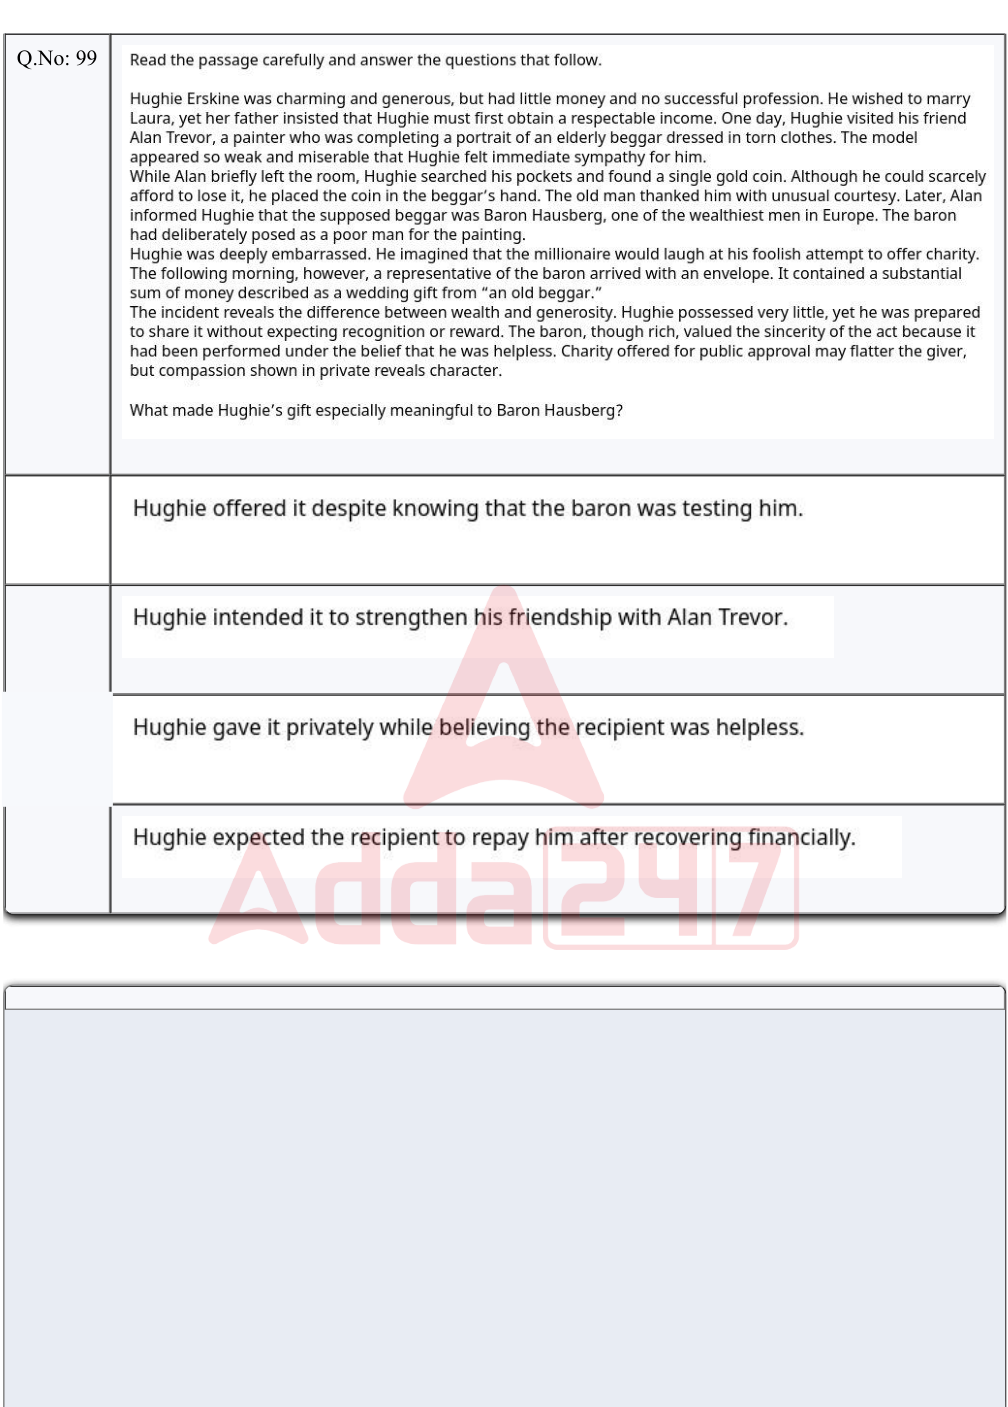 Q.No: 99
Read the passage carefully and answer the questions that follow.
Hughie Erskine was charming and generous, but had little money and no successful profession. He wished to marry
Laura, yet her father insisted that Hughie must first obtain a respectable income. One day, Hughie visited his friend
Alan Trevor, a painter who was completing a portrait of an elderly beggar dressed in torn clothes. The model
appeared so weak and miserable that Hughie felt immediate sympathy for him.
While Alan briefly left the room, Hughie searched his pockets and found a single gold coin. Although he could scarcely
afford to lose it, he placed the coin in the beggar’s hand. The old man thanked him with unusual courtesy. Later, Alan
informed Hughie that the supposed beggar was Baron Hausberg, one of the wealthiest men in Europe. The baron
had deliberately posed as a poor man for the painting.
Hughie was deeply embarrassed. He imagined that the millionaire would laugh at his foolish attempt to offer charity.
The following morning, however, a representative of the baron arrived with an envelope. It contained a substantial
sum of money described as a wedding gift from “an old beggar.”
The incident reveals the difference between wealth and generosity. Hughie possessed very little, yet he was prepared
to share it without expecting recognition or reward. The baron, though rich, valued the sincerity of the act because it
had been performed under the belief that he was helpless. Charity offered for public approval may flatter the giver,
but compassion shown in private reveals character.
What made Hughie’s gift especially meaningful to Baron Hausberg?
Hughie offered it despite knowing that the baron was testing him.
Hughie intended it to strengthen his friendship with Alan Trevor.
Hughie gave it privately while believing the recipient was helpless.
Hughie expected the recipient to repay him after recovering financially.
Adda247